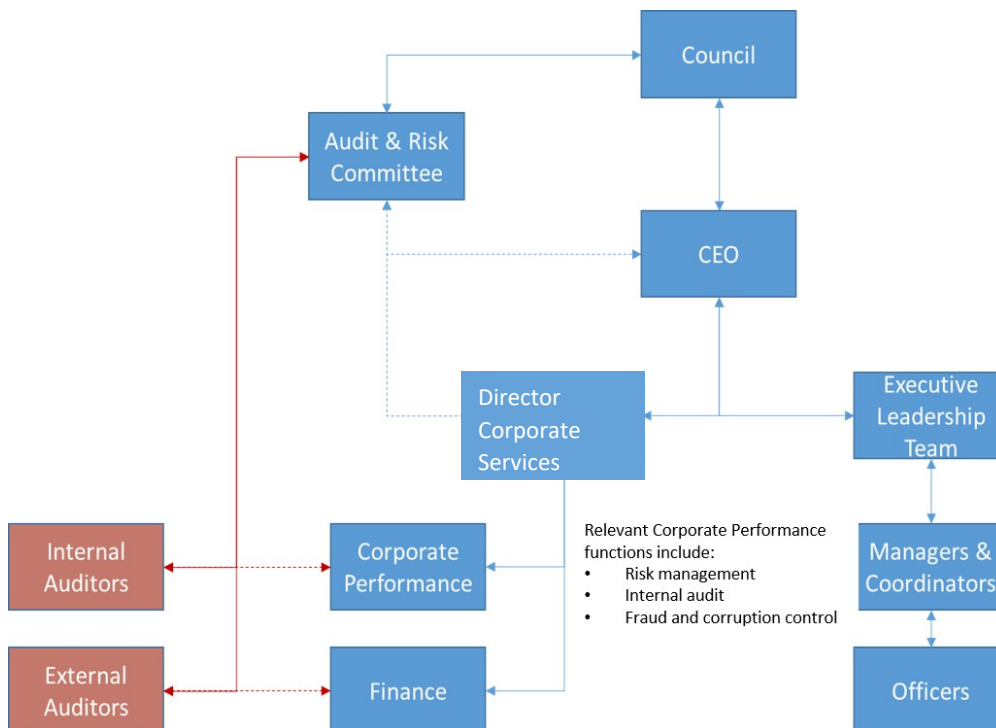 Council
Audit & Risk
Committee
CEO
Director
Corporate
Services
Executive
Leadership
Team
Internal
Auditors
Corporate
Performance
Relevant Corporate Performance
functions include:
• Risk management
• Internal audit
• Fraud and corruption control
Managers &
Coordinators
External
Auditors
Finance
Officers